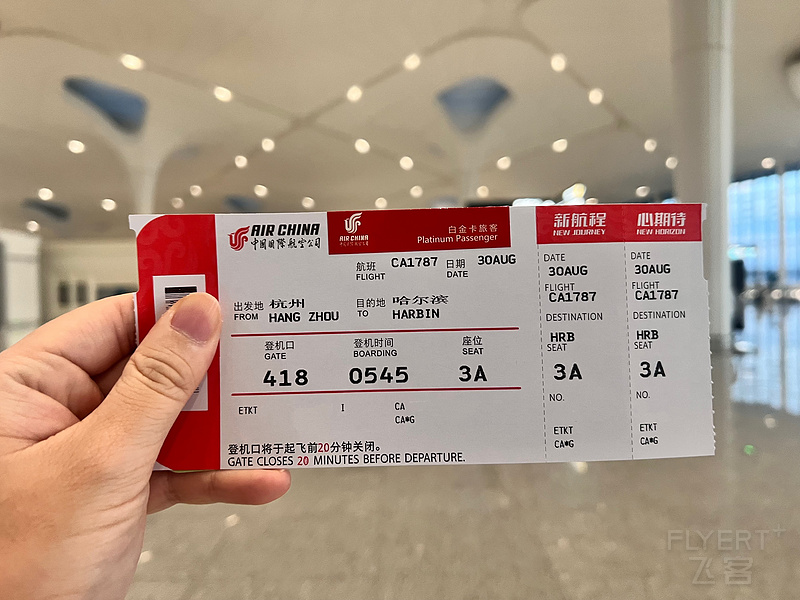 AIR CHINA
中国国际航空公司
AIR CHINA
白金卡旅客
Platinum Passenger
航班 CA1787 日期 30AUG
FLIGHT DATE
出发地 杭州 目的地 哈尔滨
FROM HANG ZHOU TO HARBIN
登机口 登机时间 座位
GATE BOARDING SEAT
418 0545 3A
ETKT I CA
CA*G
登机口将于起飞前20分钟关闭。
GATE CLOSES 20 MINUTES BEFORE DEPARTURE.
新航程
NEW JOURNEY
DATE
30AUG
FLIGHT
CA1787
DESTINATION
HRB
SEAT
3A
NO.
ETKT
CA*G
心期待
NEW HORIZON
DATE
30AUG
FLIGHT
CA1787
DESTINATION
HRB
SEAT
3A
NO.
ETKT
CA*G
FLYERT+
飞客